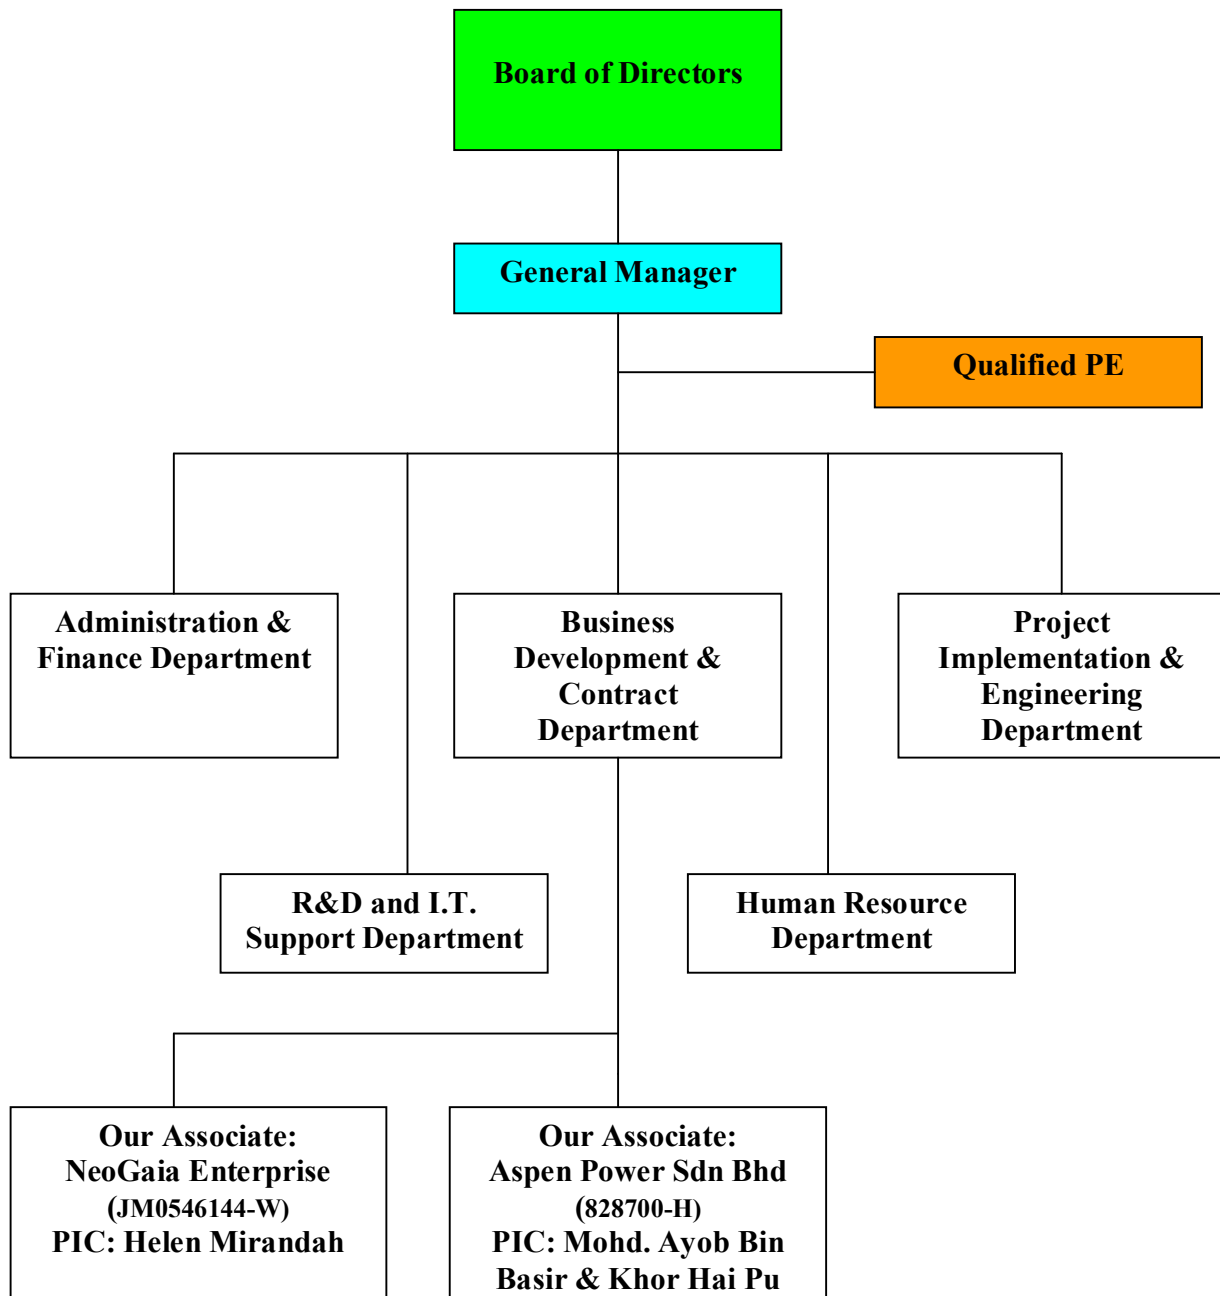 Board of Directors
General Manager
Qualified PE
Administration &
Finance Department
Business
Development &
Contract
Department
Project
Implementation &
Engineering
Department
R&D and I.T.
Support Department
Human Resource
Department
Our Associate:
NeoGaia Enterprise
(JM0546144-W)
PIC: Helen Mirandah
Our Associate:
Aspen Power Sdn Bhd
(828700-H)
PIC: Mohd. Ayob Bin
Basir & Khor Hai Pu